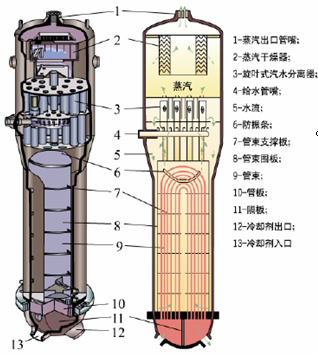 1
2
蒸汽
3
4
5
6
7
8
9
10
11
12
13
1-蒸汽出口管嘴;
2-蒸汽干燥器;
3-旋叶式汽水分离器;
4-给水管嘴;
5-水流;
6-防振条;
7-管束支撑板;
8-管束围板;
9-管束;
10-管板;
11-隔板;
12-冷却剂出口;
13-冷却剂入口